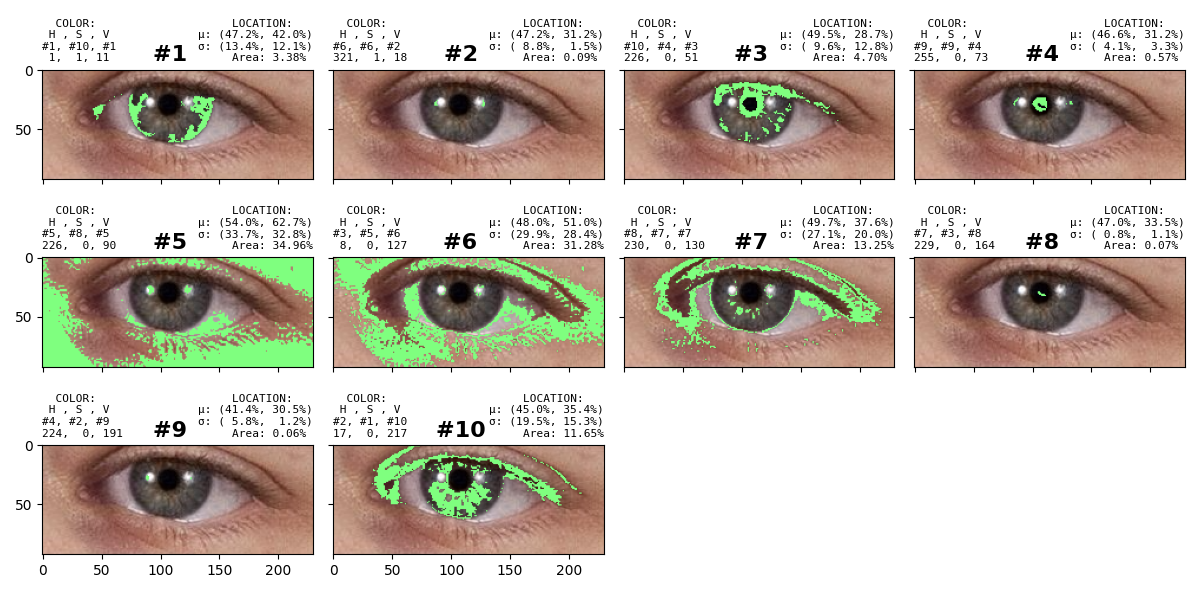 COLOR: LOCATION:
H , S , V μ: (47.2%, 42.0%)
#1, #10, #1 #1 σ: (13.4%, 12.1%)
1, 1, 11 Area: 3.38%
COLOR: LOCATION:
H , S , V μ: (47.2%, 31.2%)
#6, #6, #2 #2 σ: ( 8.8%, 1.5%)
321, 1, 18 Area: 0.09%
COLOR: LOCATION:
H , S , V μ: (49.5%, 28.7%)
#10, #4, #3 #3 σ: ( 9.6%, 12.8%)
226, 0, 51 Area: 4.70%
COLOR: LOCATION:
H , S , V μ: (46.6%, 31.2%)
#9, #9, #4 #4 σ: ( 4.1%, 3.3%)
255, 0, 73 Area: 0.57%
0
50
COLOR: LOCATION:
H , S , V μ: (54.0%, 62.7%)
#5, #8, #5 #5 σ: (33.7%, 32.8%)
226, 0, 90 Area: 34.96%
COLOR: LOCATION:
H , S , V μ: (48.0%, 51.0%)
#3, #5, #6 #6 σ: (29.9%, 28.4%)
8, 0, 127 Area: 31.28%
COLOR: LOCATION:
H , S , V μ: (49.7%, 37.6%)
#8, #7, #7 #7 σ: (27.1%, 20.0%)
230, 0, 130 Area: 13.25%
COLOR: LOCATION:
H , S , V μ: (47.0%, 33.5%)
#7, #3, #8 #8 σ: ( 0.8%, 1.1%)
229, 0, 164 Area: 0.07%
0
50
COLOR: LOCATION:
H , S , V μ: (41.4%, 30.5%)
#4, #2, #9 #9 σ: ( 5.8%, 1.2%)
224, 0, 191 Area: 0.06%
COLOR: LOCATION:
H , S , V μ: (45.0%, 35.4%)
#2, #1, #10 #10 σ: (19.5%, 15.3%)
17, 0, 217 Area: 11.65%
0
50
0 50 100 150 200
0 50 100 150 200